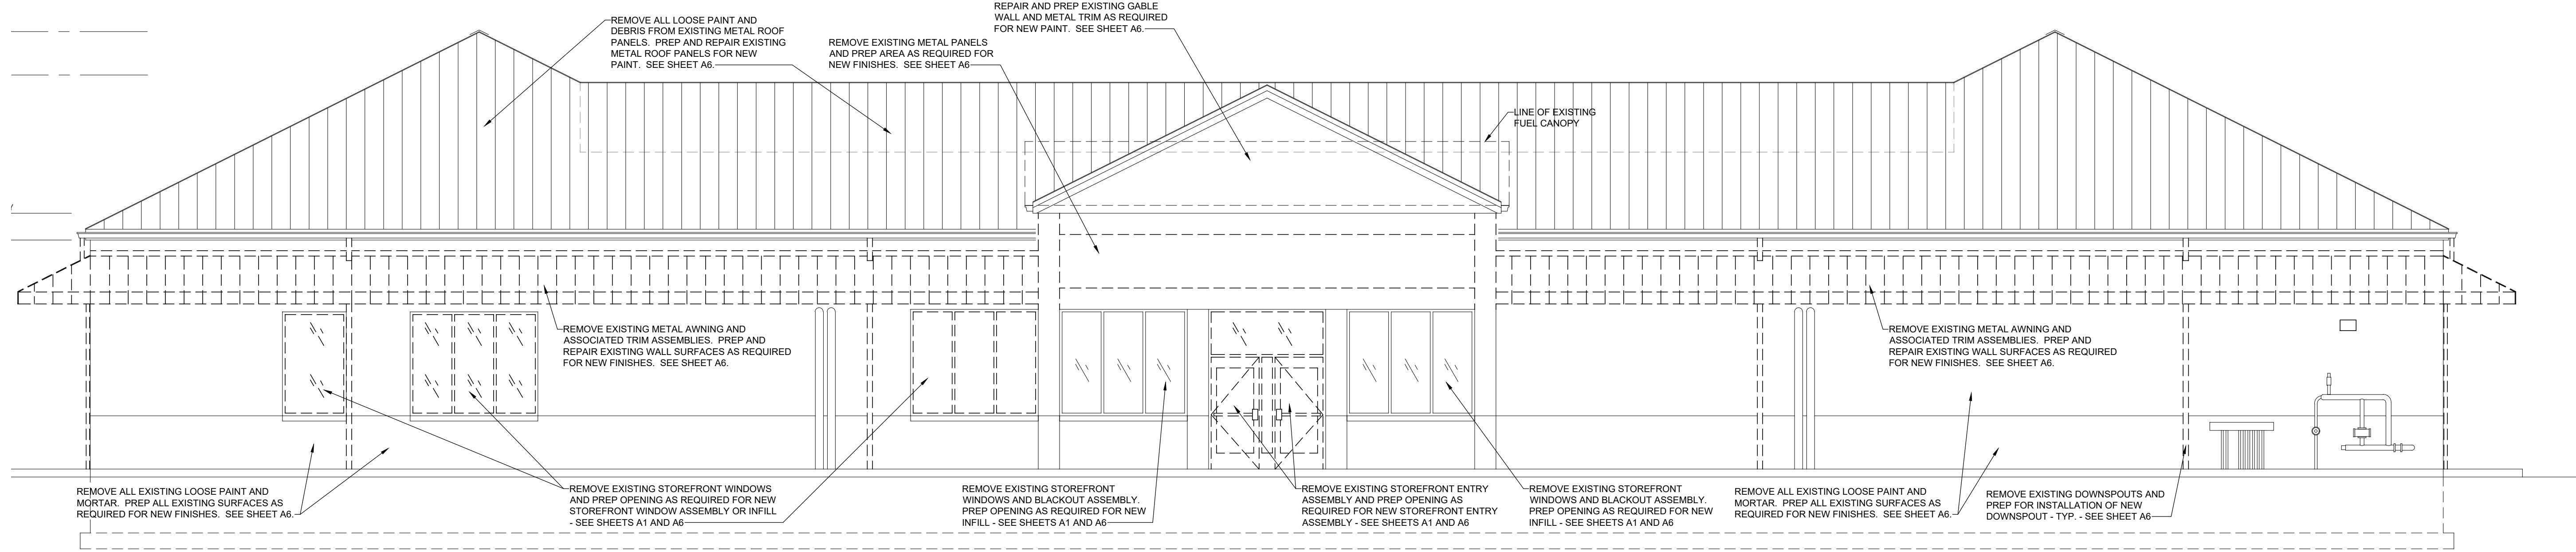 REMOVE ALL LOOSE PAINT AND
DEBRIS FROM EXISTING METAL ROOF
PANELS. PREP AND REPAIR EXISTING
METAL ROOF PANELS FOR NEW
PAINT. SEE SHEET A6.
REMOVE EXISTING METAL PANELS
AND PREP AREA AS REQUIRED FOR
NEW FINISHES. SEE SHEET A6
REPAIR AND PREP EXISTING GABLE
WALL AND METAL TRIM AS REQUIRED
FOR NEW PAINT. SEE SHEET A6.
LINE OF EXISTING
FUEL CANOPY
REMOVE EXISTING METAL AWNING AND
ASSOCIATED TRIM ASSEMBLIES. PREP AND
REPAIR EXISTING WALL SURFACES AS REQUIRED
FOR NEW FINISHES. SEE SHEET A6.
REMOVE EXISTING METAL AWNING AND
ASSOCIATED TRIM ASSEMBLIES. PREP AND
REPAIR EXISTING WALL SURFACES AS REQUIRED
FOR NEW FINISHES. SEE SHEET A6.
REMOVE ALL EXISTING LOOSE PAINT AND
MORTAR. PREP ALL EXISTING SURFACES AS
REQUIRED FOR NEW FINISHES. SEE SHEET A6.
REMOVE EXISTING STOREFRONT WINDOWS
AND PREP OPENING AS REQUIRED FOR NEW
STOREFRONT WINDOW ASSEMBLY OR INFILL
- SEE SHEETS A1 AND A6
REMOVE EXISTING STOREFRONT
WINDOWS AND BLACKOUT ASSEMBLY.
PREP OPENING AS REQUIRED FOR NEW
INFILL - SEE SHEETS A1 AND A6
REMOVE EXISTING STOREFRONT ENTRY
ASSEMBLY AND PREP OPENING AS
REQUIRED FOR NEW STOREFRONT ENTRY
ASSEMBLY - SEE SHEETS A1 AND A6
REMOVE EXISTING STOREFRONT
WINDOWS AND BLACKOUT ASSEMBLY.
PREP OPENING AS REQUIRED FOR NEW
INFILL - SEE SHEETS A1 AND A6
REMOVE ALL EXISTING LOOSE PAINT AND
MORTAR. PREP ALL EXISTING SURFACES AS
REQUIRED FOR NEW FINISHES. SEE SHEET A6.
REMOVE EXISTING DOWNSPOUTS AND
PREP FOR INSTALLATION OF NEW
DOWNSPOUT - TYP. - SEE SHEET A6